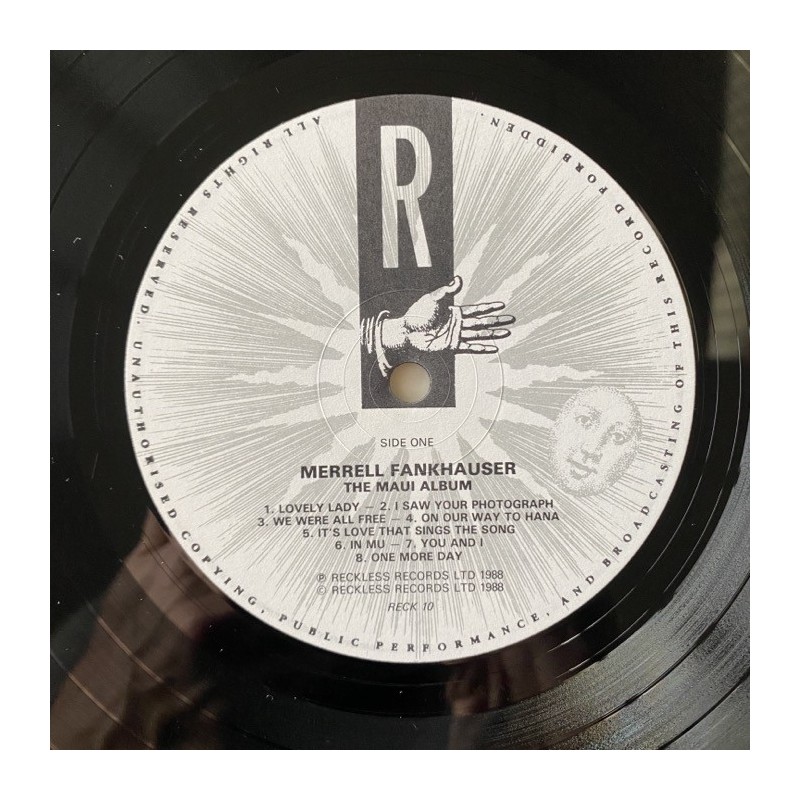 R
SIDE ONE
MERRELL FANKHAUSER
THE MAUI ALBUM
1. LOVELY LADY — 2. I SAW YOUR PHOTOGRAPH
3. WE WERE ALL FREE — 4. ON OUR WAY TO HANA
5. IT'S LOVE THAT SINGS THE SONG
6. IN MU — 7. YOU AND I
8. ONE MORE DAY
℗ RECKLESS RECORDS LTD 1988
© RECKLESS RECORDS LTD 1988
RECK 10
ALL RIGHTS RESERVED. UNAUTHORISED COPYING, PUBLIC PERFORMANCE, AND BROADCASTING OF THIS RECORD FORBIDDEN.